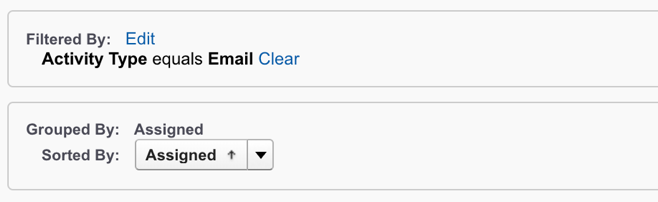 Filtered By: Edit
Activity Type equals Email Clear
Grouped By: Assigned
Sorted By: Assigned ↑